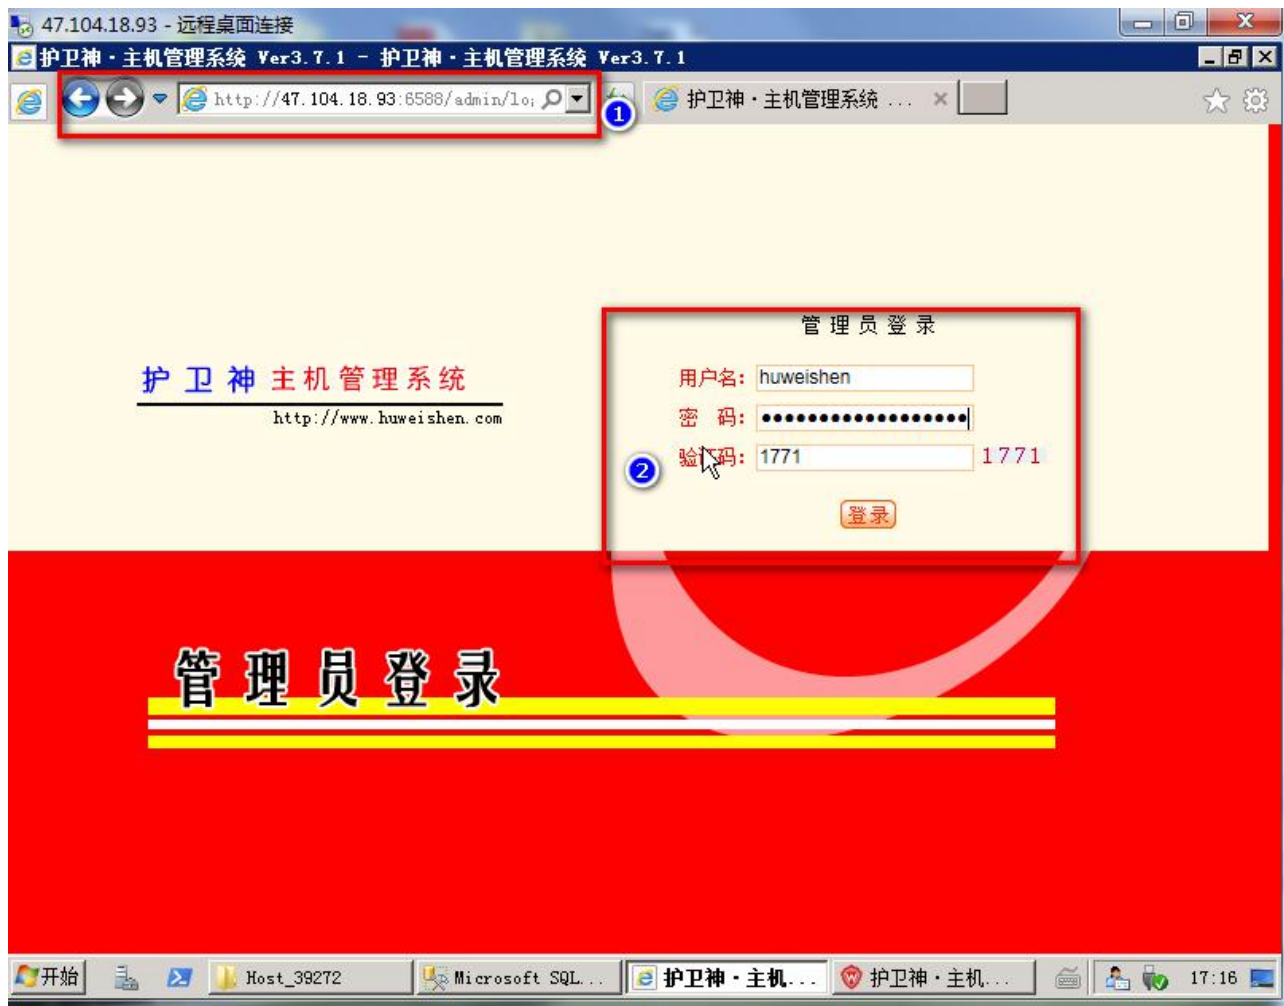 47.104.18.93 - 远程桌面连接
护卫神·主机管理系统 Ver3.7.1 - 护卫神·主机管理系统 Ver3.7.1
http://47.104.18.93:6588/admin/lo
护卫神·主机管理系统 ...
1
管理员登录
护卫神主机管理系统
http://www.huweishen.com
用户名: huweishen
密 码: ●●●●●●●●●●●●●●●●●●
验证码: 1771 1771
2
登录
管理员登录
开始 Host_39272 Microsoft SQL... 护卫神·主机... 护卫神·主机... 17:16